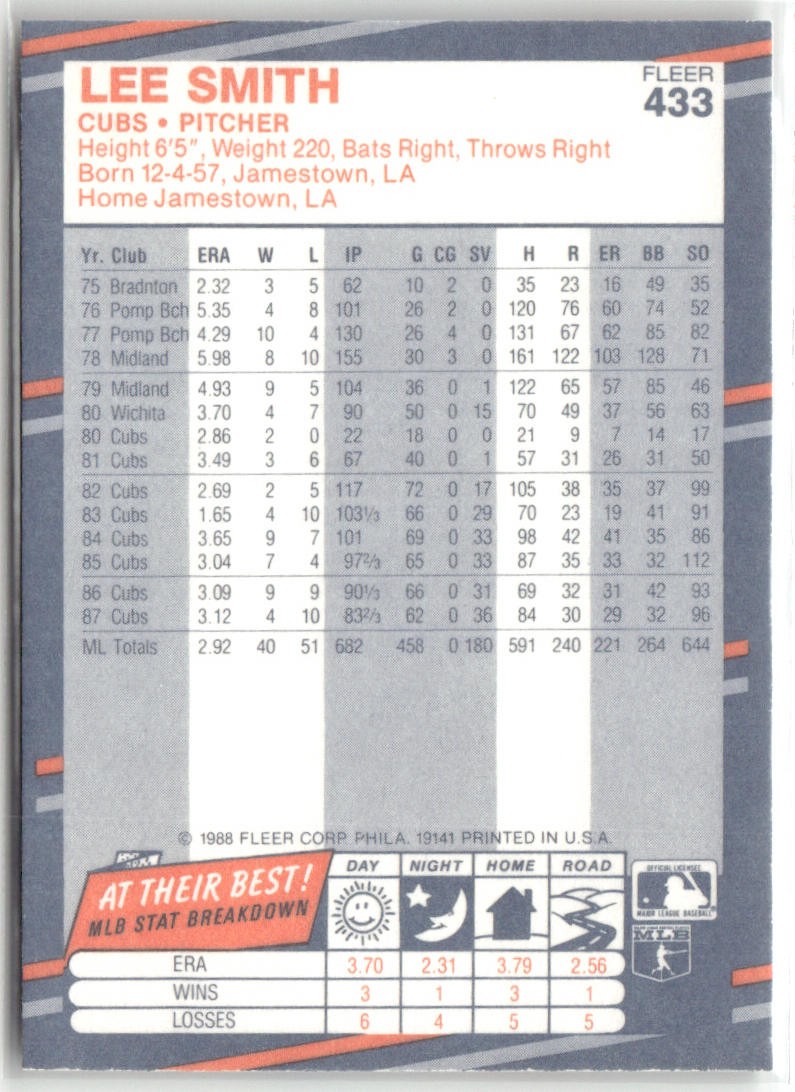 LEE SMITH
FLEER
433
CUBS • PITCHER
Height 6'5", Weight 220, Bats Right, Throws Right
Born 12-4-57, Jamestown, LA
Home Jamestown, LA
Yr. Club ERA W L IP G CG SV H R ER BB SO
75 Bradnton 2.32 3 5 62 10 2 0 35 23 16 49 35
76 Pomp Bch 5.35 4 8 101 26 2 0 120 76 60 74 52
77 Pomp Bch 4.29 10 4 130 26 4 0 131 67 62 85 82
78 Midland 5.98 8 10 155 30 3 0 161 122 103 128 71
79 Midland 4.93 9 5 104 36 0 1 122 65 57 85 46
80 Wichita 3.70 4 7 90 50 0 15 70 49 37 56 63
80 Cubs 2.86 2 0 22 18 0 0 21 9 7 14 17
81 Cubs 3.49 3 6 67 40 0 1 57 31 26 31 50
82 Cubs 2.69 2 5 117 72 0 17 105 38 35 37 99
83 Cubs 1.65 4 10 103⅓ 66 0 29 70 23 19 41 91
84 Cubs 3.65 9 7 101 69 0 33 98 42 41 35 86
85 Cubs 3.04 7 4 97⅔ 65 0 33 87 35 33 32 112
86 Cubs 3.09 9 9 90⅓ 66 0 31 69 32 31 42 93
87 Cubs 3.12 4 10 83⅔ 62 0 36 84 30 29 32 96
ML Totals 2.92 40 51 682 458 0 180 591 240 221 264 644
© 1988 FLEER CORP PHILA. 19141 PRINTED IN U.S.A.
AT THEIR BEST!
MLB STAT BREAKDOWN
DAY NIGHT HOME ROAD
ERA 3.70 2.31 3.79 2.56
WINS 3 1 3 1
LOSSES 6 4 5 5
OFFICIAL LICENSEE
MAJOR LEAGUE BASEBALL
MLB